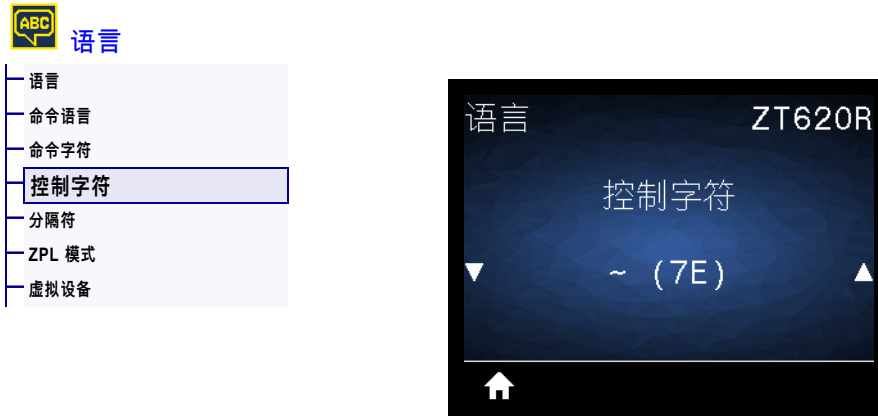 ABC
语言
语言
命令语言
命令字符
控制字符
分隔符
ZPL 模式
虚拟设备
语言 ZT620R
控制字符
~ (7E)